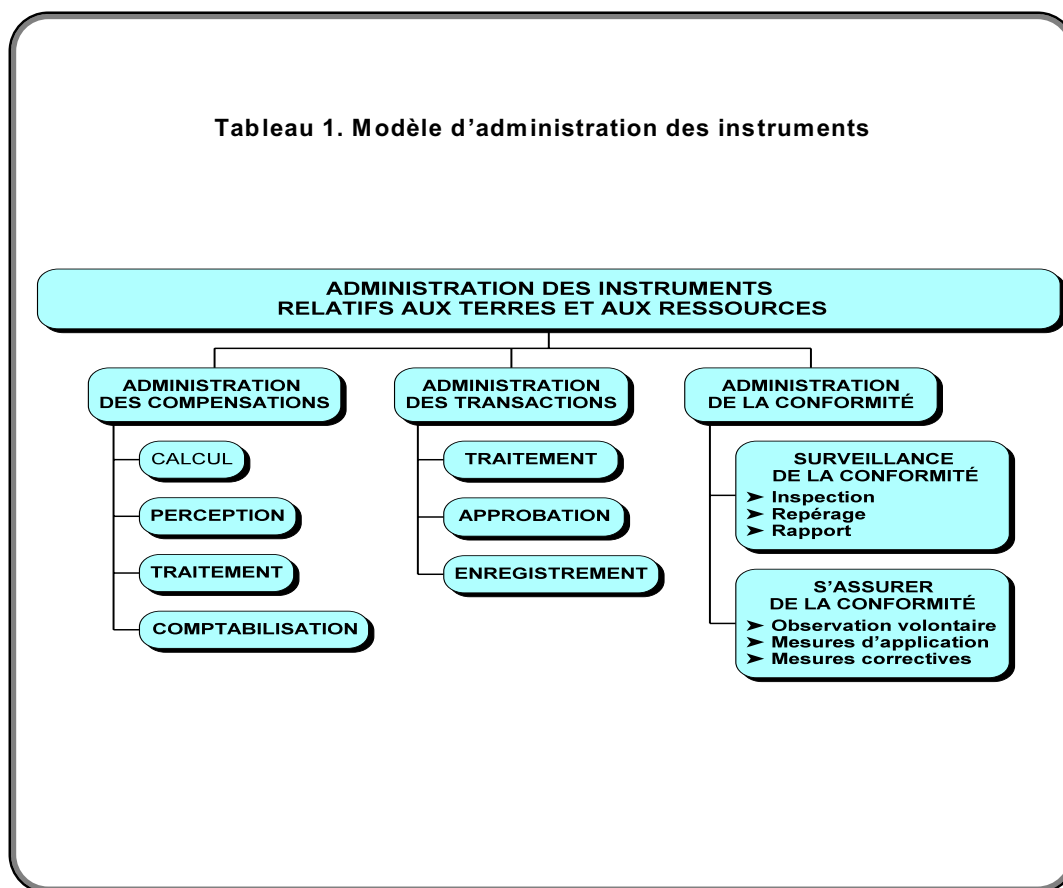 Tableau 1. Modèle d’administration des instruments
ADMINISTRATION DES INSTRUMENTS
RELATIFS AUX TERRES ET AUX RESSOURCES
ADMINISTRATION
DES COMPENSATIONS
CALCUL
PERCEPTION
TRAITEMENT
COMPTABILISATION
ADMINISTRATION
DES TRANSACTIONS
TRAITEMENT
APPROBATION
ENREGISTREMENT
ADMINISTRATION
DE LA CONFORMITÉ
SURVEILLANCE
DE LA CONFORMITÉ
➤ Inspection
➤ Repérage
➤ Rapport
S’ASSURER
DE LA CONFORMITÉ
➤ Observation volontaire
➤ Mesures d’application
➤ Mesures correctives